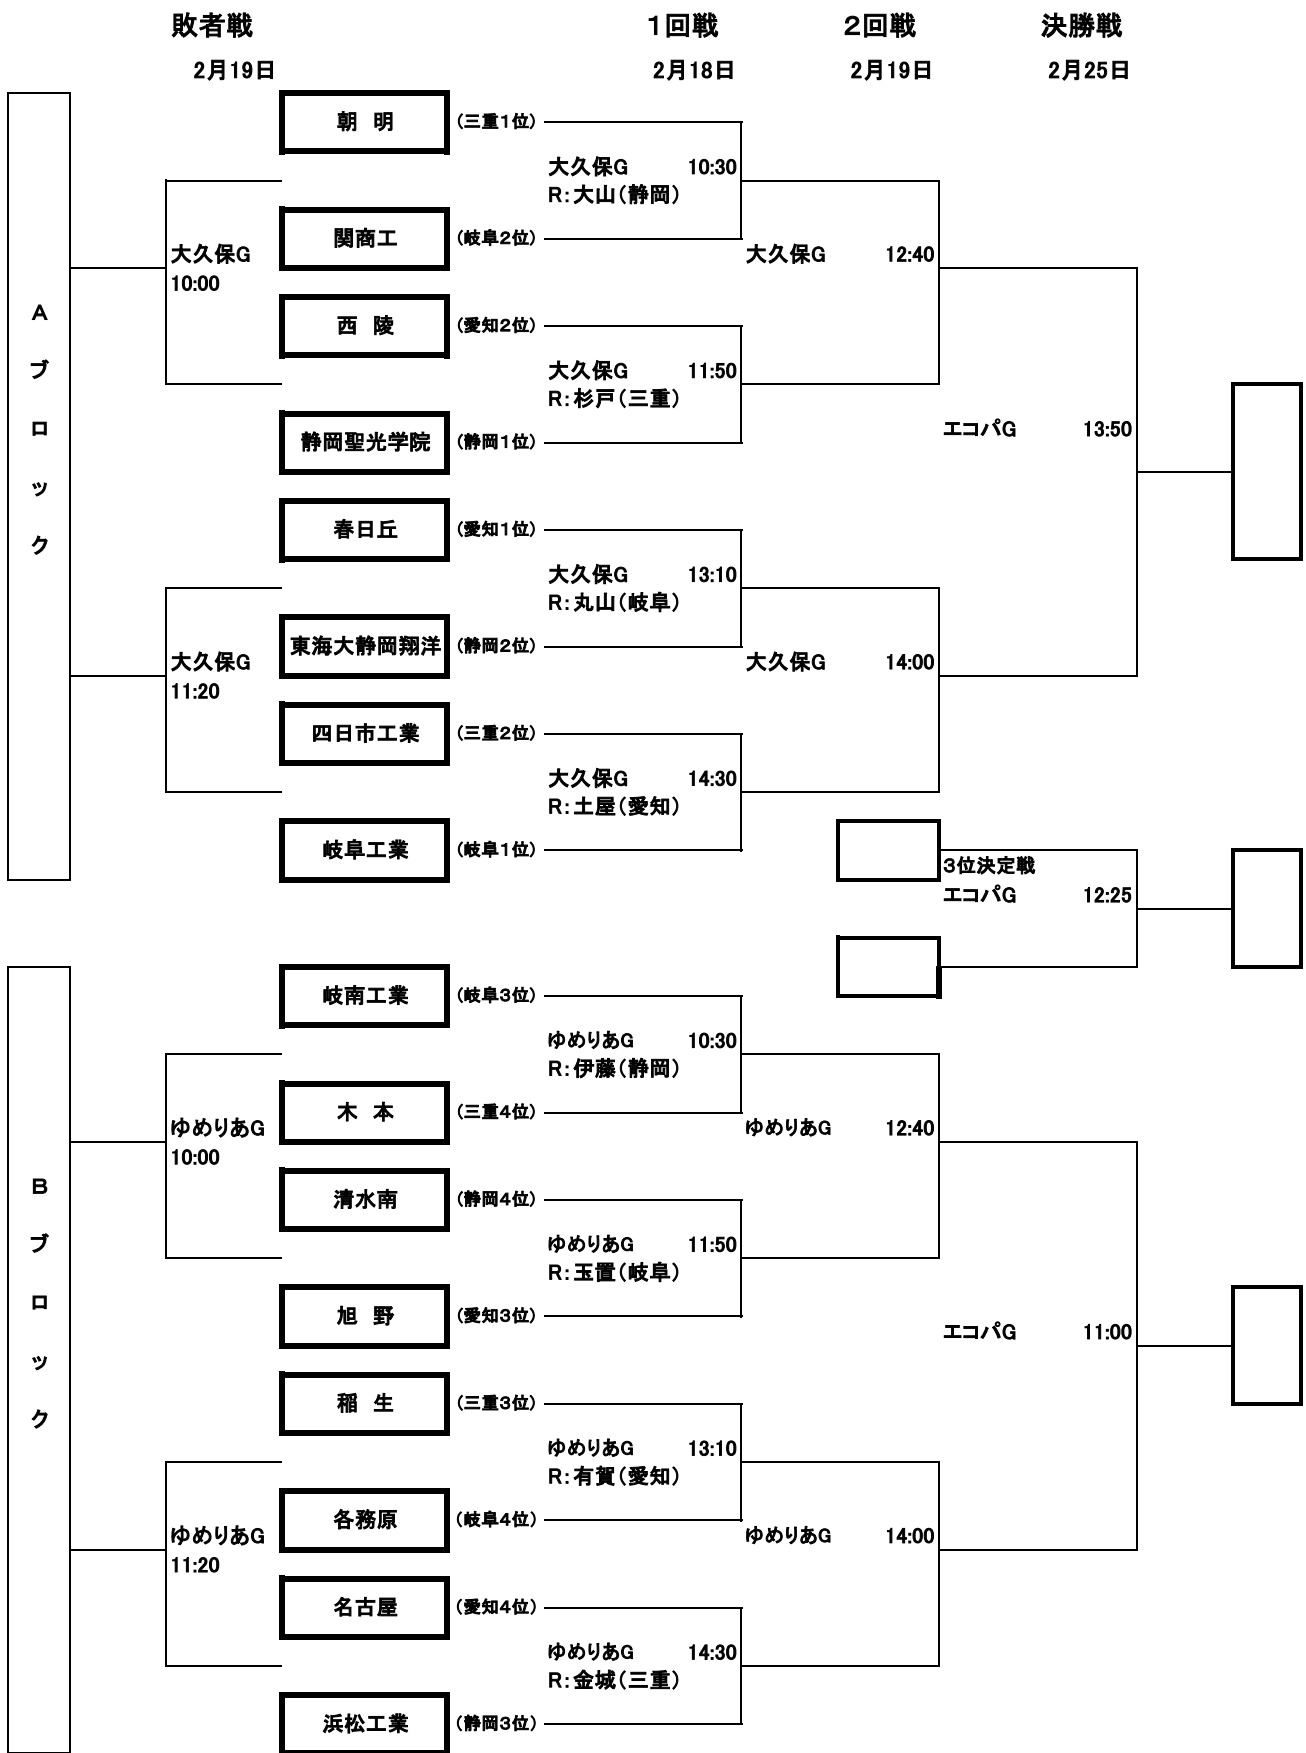 敗者戦 1回戦 2回戦 決勝戦
2月19日 2月18日 2月19日 2月25日
Aブロック
朝 明 (三重1位)
大久保G 10:30
R:大山(静岡)
関商工 (岐阜2位)
大久保G
10:00
大久保G 12:40
西 陵 (愛知2位)
大久保G 11:50
R:杉戸(三重)
静岡聖光学院 (静岡1位)
エコパG 13:50
春日丘 (愛知1位)
大久保G 13:10
R:丸山(岐阜)
東海大静岡翔洋 (静岡2位)
大久保G
11:20
大久保G 14:00
四日市工業 (三重2位)
大久保G 14:30
R:土屋(愛知)
岐阜工業 (岐阜1位)
3位決定戦
エコパG 12:25
Bブロック
岐南工業 (岐阜3位)
ゆめりあG 10:30
R:伊藤(静岡)
木 本 (三重4位)
ゆめりあG
10:00
ゆめりあG 12:40
清水南 (静岡4位)
ゆめりあG 11:50
R:玉置(岐阜)
旭 野 (愛知3位)
エコパG 11:00
稲 生 (三重3位)
ゆめりあG 13:10
R:有賀(愛知)
各務原 (岐阜4位)
ゆめりあG
11:20
ゆめりあG 14:00
名古屋 (愛知4位)
ゆめりあG 14:30
R:金城(三重)
浜松工業 (静岡3位)